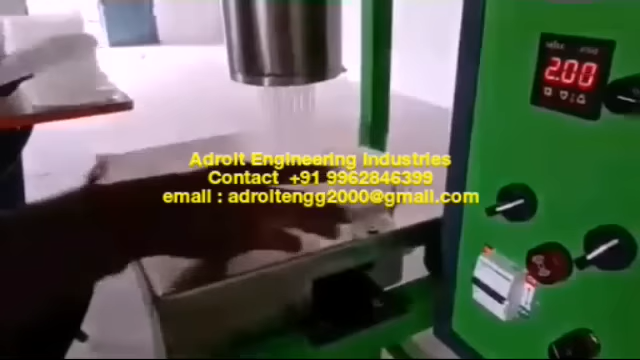 2.00
Adroit Engineering Industries
Contact +91 9962846399
email : adroitengg2000@gmail.com